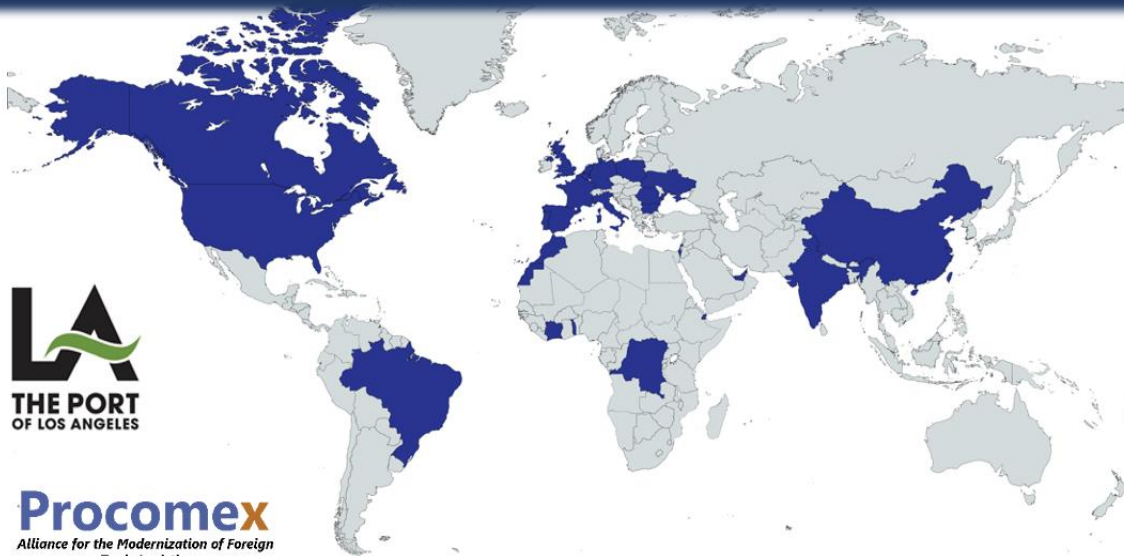 LA
THE PORT
OF LOS ANGELES
Procomex
Alliance for the Modernization of Foreign